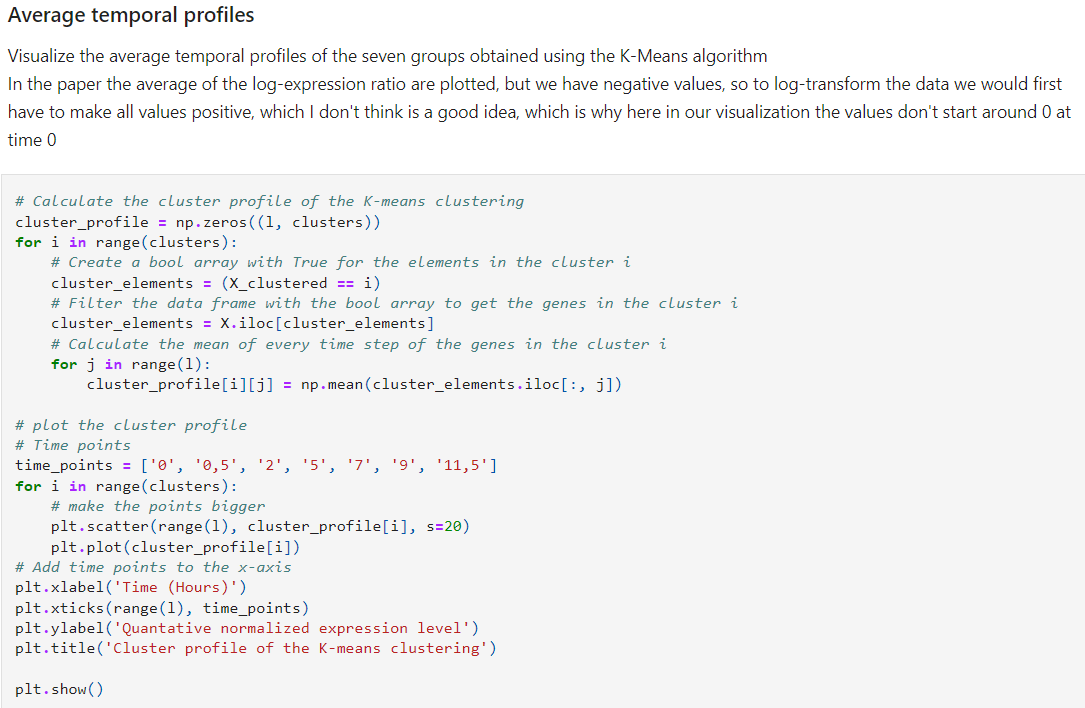 Average temporal profiles
Visualize the average temporal profiles of the seven groups obtained using the K-Means algorithm
In the paper the average of the log-expression ratio are plotted, but we have negative values, so to log-transform the data we would first
have to make all values positive, which I don't think is a good idea, which is why here in our visualization the values don't start around 0 at
time 0
# Calculate the cluster profile of the K-means clustering
cluster_profile = np.zeros((l, clusters))
for i in range(clusters):
    # Create a bool array with True for the elements in the cluster i
    cluster_elements = (X_clustered == i)
    # Filter the data frame with the bool array to get the genes in the cluster i
    cluster_elements = X.iloc[cluster_elements]
    # Calculate the mean of every time step of the genes in the cluster i
    for j in range(l):
        cluster_profile[i][j] = np.mean(cluster_elements.iloc[:, j])
# plot the cluster profile
# Time points
time_points = ['0', '0,5', '2', '5', '7', '9', '11,5']
for i in range(clusters):
    # make the points bigger
    plt.scatter(range(l), cluster_profile[i], s=20)
    plt.plot(cluster_profile[i])
# Add time points to the x-axis
plt.xlabel('Time (Hours)')
plt.xticks(range(l), time_points)
plt.ylabel('Quantative normalized expression level')
plt.title('Cluster profile of the K-means clustering')
plt.show()